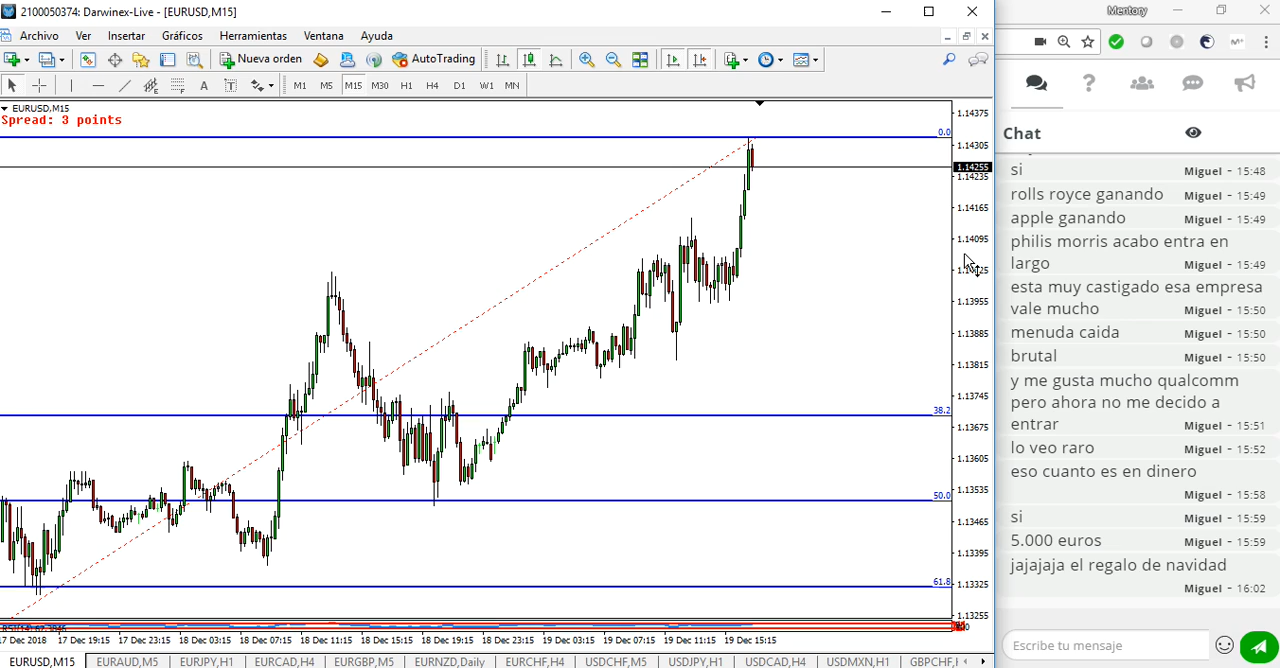 2100050374: Darwinex-Live - [EURUSD,M15]
Mentory
Archivo Ver Insertar Gráficos Herramientas Ventana Ayuda
Nueva orden AutoTrading
M1 M5 M15 M30 H1 H4 D1 W1 MN
EURUSD,M15
Spread: 3 points
0.0
38.2
50.0
61.8
1.14375
1.14305
1.14255
1.14235
1.14165
1.14095
1.13955
1.13885
1.13815
1.13745
1.13675
1.13605
1.13535
1.13465
1.13395
1.13325
1.13255
17 Dec 2018 17 Dec 19:15 17 Dec 23:15 18 Dec 03:15 18 Dec 07:15 18 Dec 11:15 18 Dec 15:15 18 Dec 19:15 18 Dec 23:15 19 Dec 03:15 19 Dec 07:15 19 Dec 11:15 19 Dec 15:15
EURUSD,M15 EURAUD,M5 EURJPY,H1 EURCAD,H EURGBP,M5 EURNZD,Daily EURCHF,H USDCHF,M5 USDJPY,H1 USDCAD,H USDMXN,H1 GBPCHF,
Chat
si
Miguel - 15:48
rolls royce ganando
Miguel - 15:49
apple ganando
Miguel - 15:49
philis morris acabo entra en
largo
Miguel - 15:49
esta muy castigado esa empresa
vale mucho
Miguel - 15:50
menuda caida
Miguel - 15:50
brutal
Miguel - 15:50
y me gusta mucho qualcomm
pero ahora no me decido a
entrar
Miguel - 15:51
lo veo raro
Miguel - 15:52
eso cuanto es en dinero
Miguel - 15:58
si
Miguel - 15:59
5.000 euros
Miguel - 15:59
jajajaja el regalo de navidad
Miguel - 16:02
Escribe tu mensaje